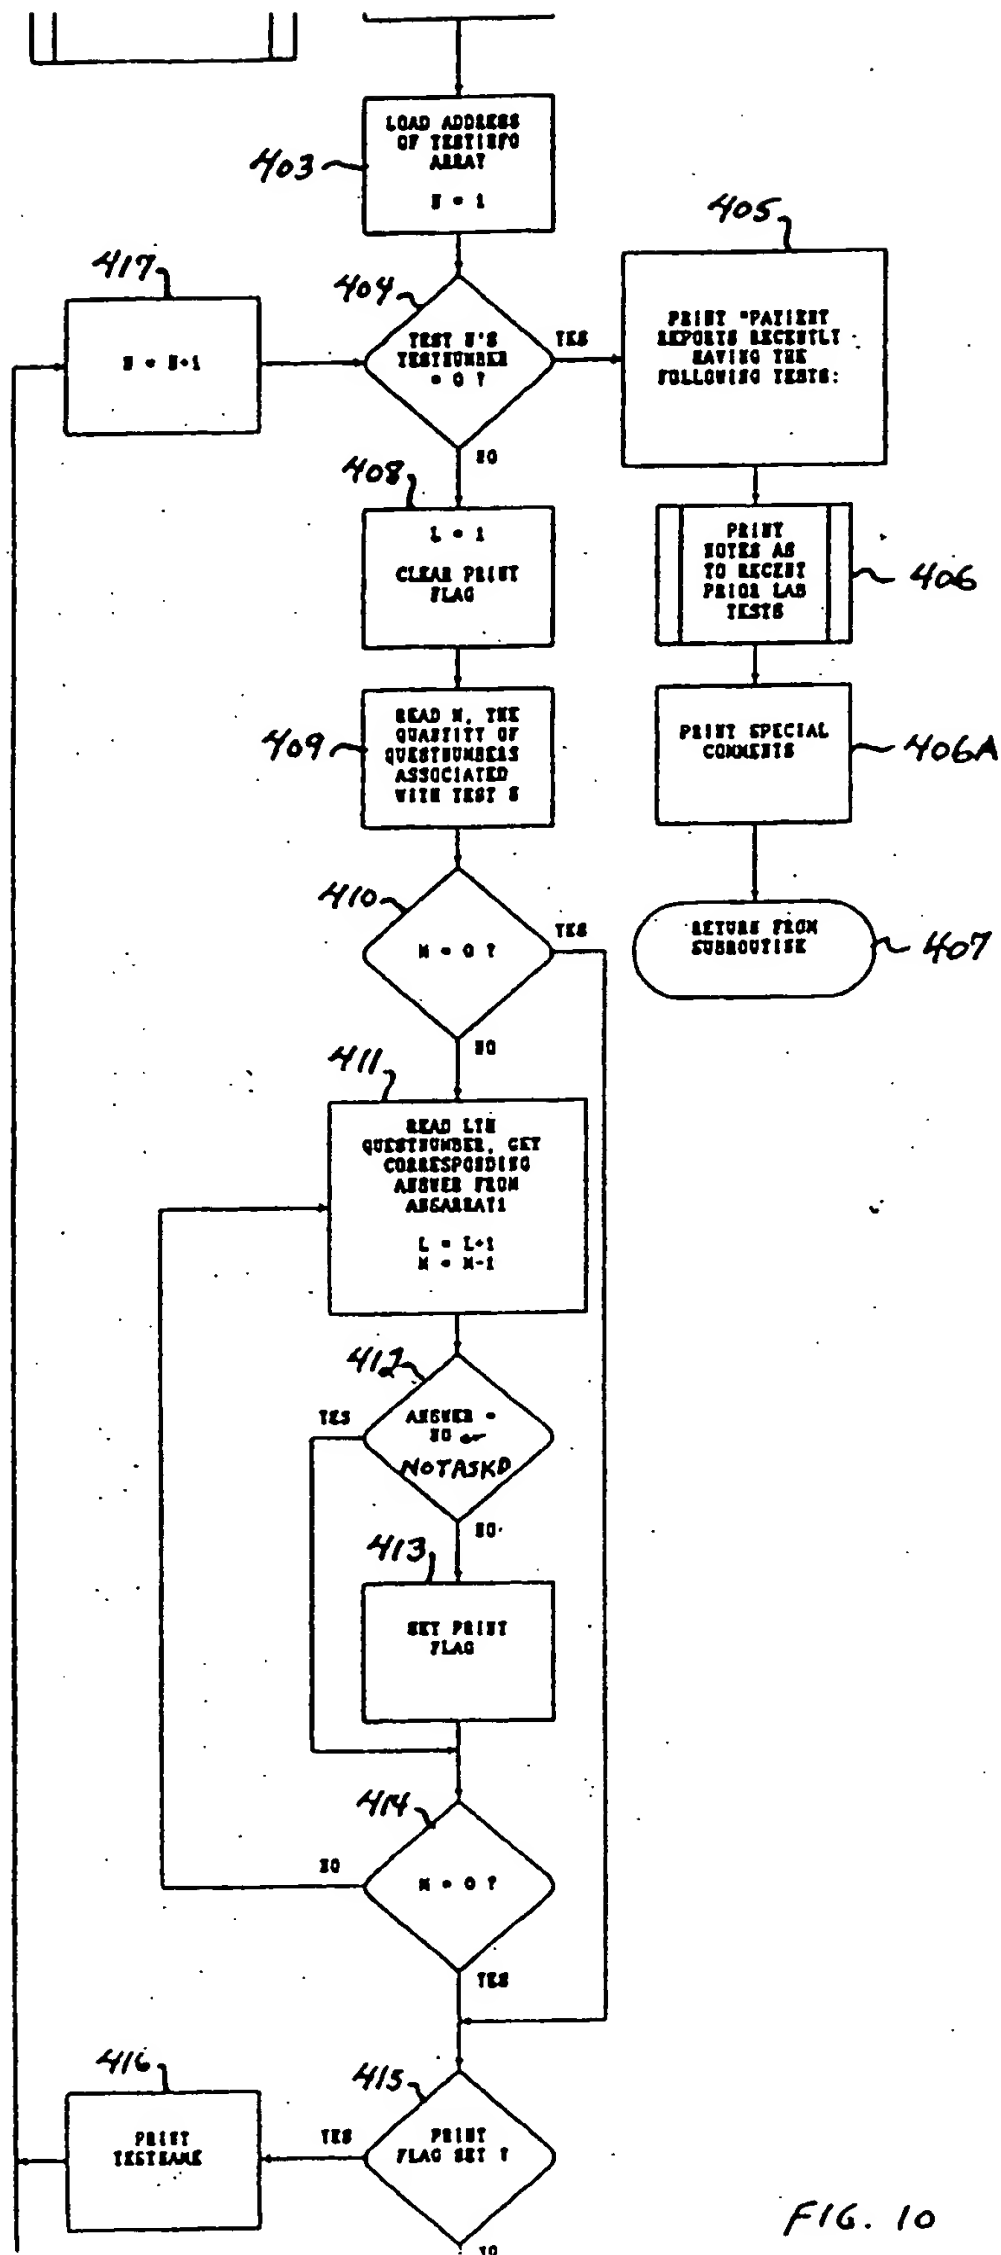 LOAD ADDRESS
OF TESTINFO
ARRAY
N = 1
403
405
417
404
N = N+1
TEST N'S
TESTNUMBER
= 0 ?
YES
PRINT "PATIENT
REPORTS RECENTLY
HAVING THE
FOLLOWING TESTS:
NO
408
L = 1
CLEAR PRINT
FLAG
PRINT
NOTES AS
TO RECENT
PRIOR LAB
TESTS
406
409
READ M, THE
QUANTITY OF
QUESTNUMBERS
ASSOCIATED
WITH TEST N
PRINT SPECIAL
COMMENTS
406A
410
M = 0 ?
YES
RETURN FROM
SUBROUTINE
407
NO
411
READ LTH
QUESTNUMBER, GET
CORRESPONDING
ANSWER FROM
ANSARRAY1
L = L+1
M = M-1
412
YES
ANSWER =
NO or
NOTASKD
NO
413
SET PRINT
FLAG
414
NO
M = 0 ?
YES
416
415
PRINT
TESTNAME
YES
PRINT
FLAG SET ?
NO
FIG. 10